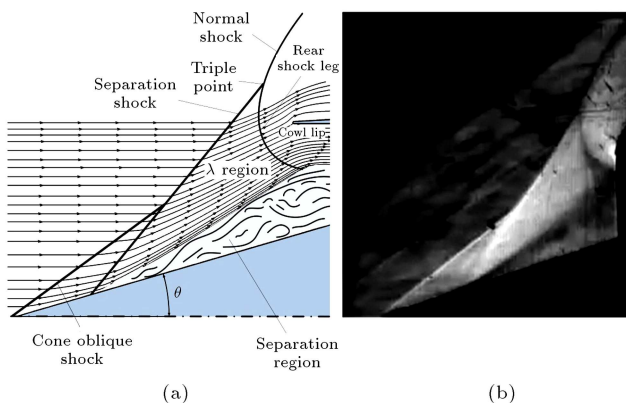 Normal
shock
Rear
shock leg
Triple
point
Separation
shock
Cowl lip
λ region
θ
Cone oblique
shock
Separation
region
(a)
(b)